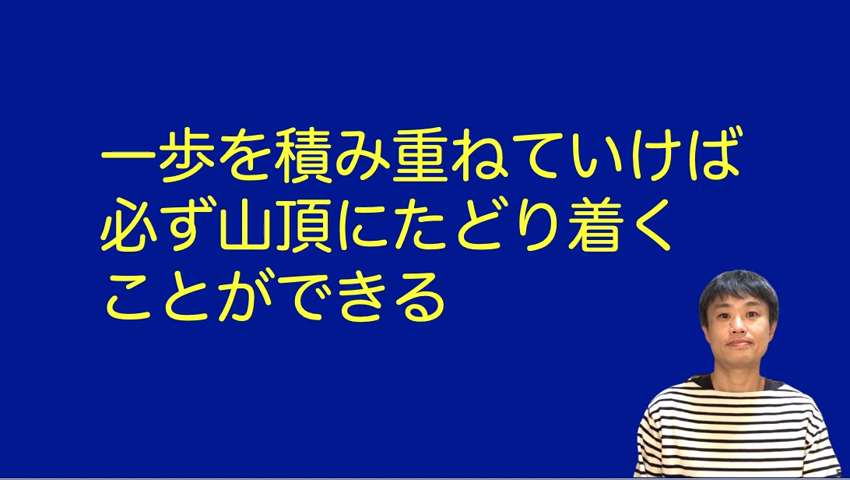 一歩を積み重ねていけば
必ず山頂にたどり着く
ことができる